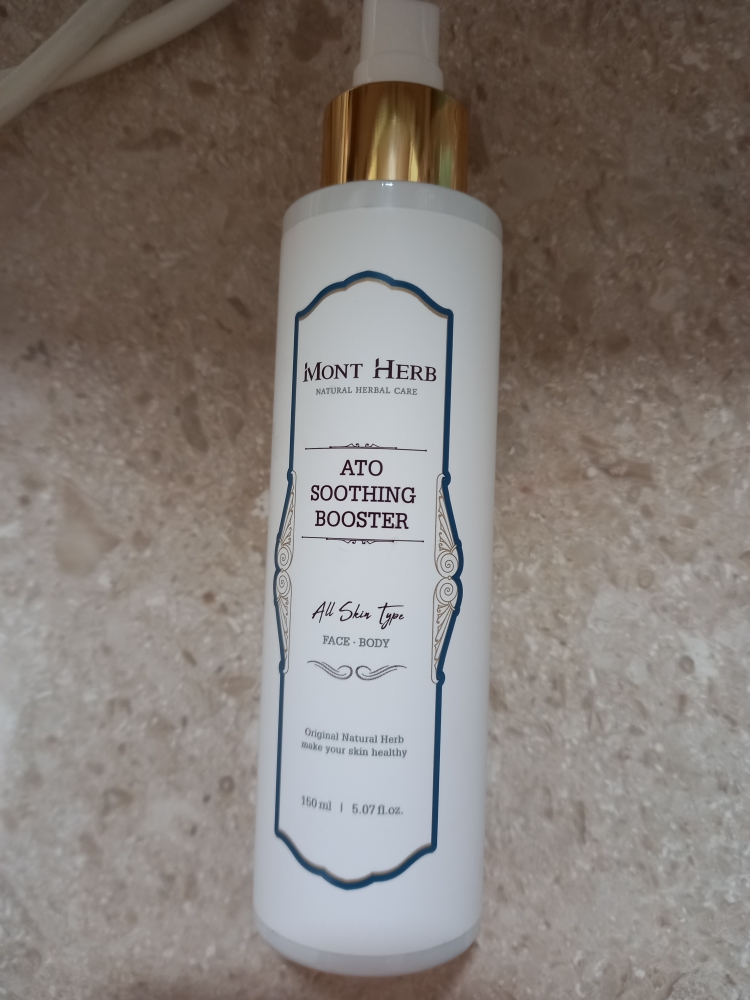 MONT HERB
NATURAL HERBAL CARE
ATO
SOOTHING
BOOSTER
All Skin Type
FACE · BODY
Original Natural Herb
make your skin healthy
150 ml | 5.07 fl.oz.